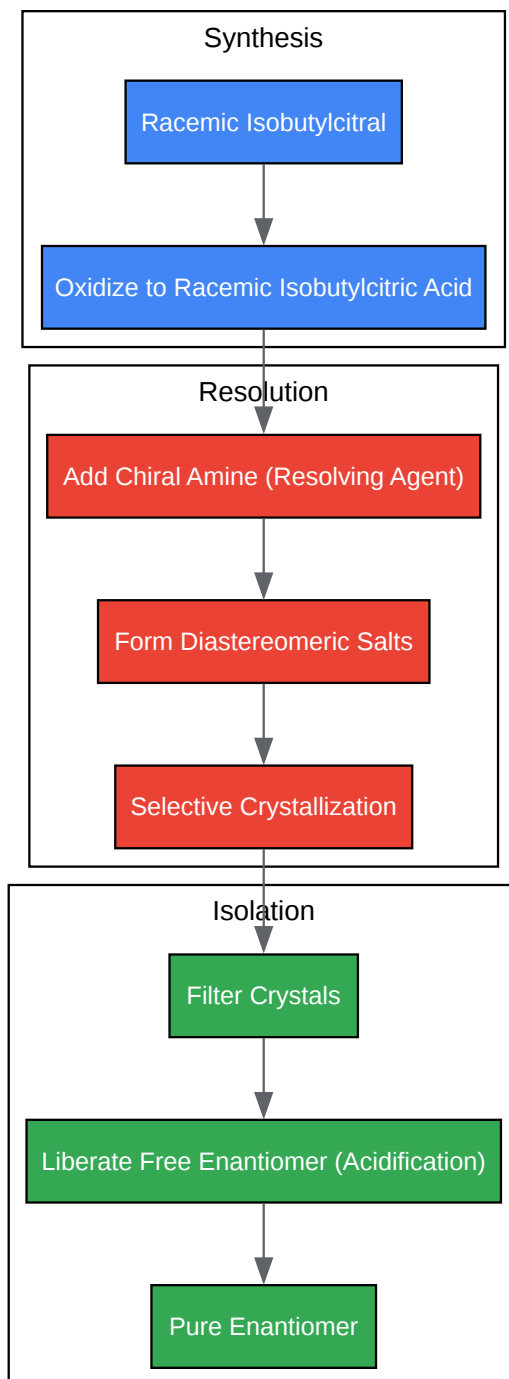 Synthesis
Racemic Isobutylcitral
Oxidize to Racemic Isobutylcitric Acid
Resolution
Add Chiral Amine (Resolving Agent)
Form Diastereomeric Salts
Selective Crystallization
Isolation
Filter Crystals
Liberate Free Enantiomer (Acidification)
Pure Enantiomer